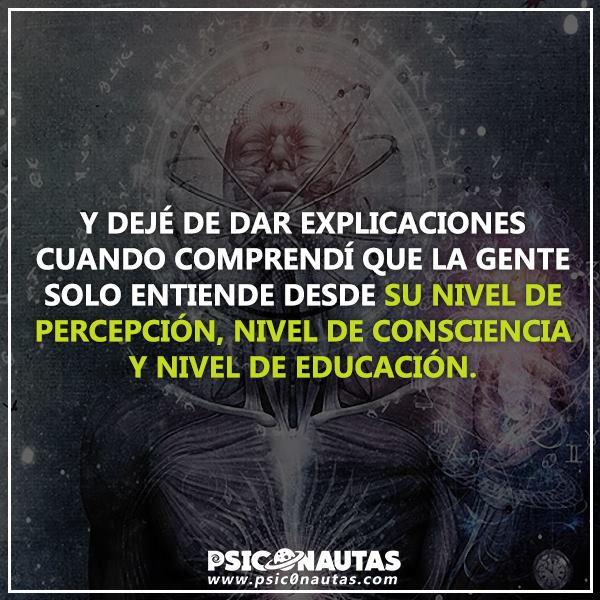 Y DEJÉ DE DAR EXPLICACIONES
CUANDO COMPRENDÍ QUE LA GENTE
SOLO ENTIENDE DESDE SU NIVEL DE
PERCEPCIÓN, NIVEL DE CONSCIENCIA
Y NIVEL DE EDUCACIÓN.
PSIC0NAUTAS
www.psic0nautas.com